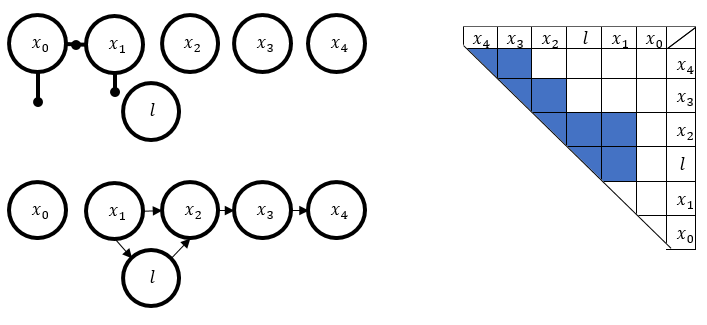 x₀ x₁ x₂ x₃ x₄
l
x₀ x₁ x₂ x₃ x₄
l
x₄ x₃ x₂ l x₁ x₀
x₄
x₃
x₂
l
x₁
x₀